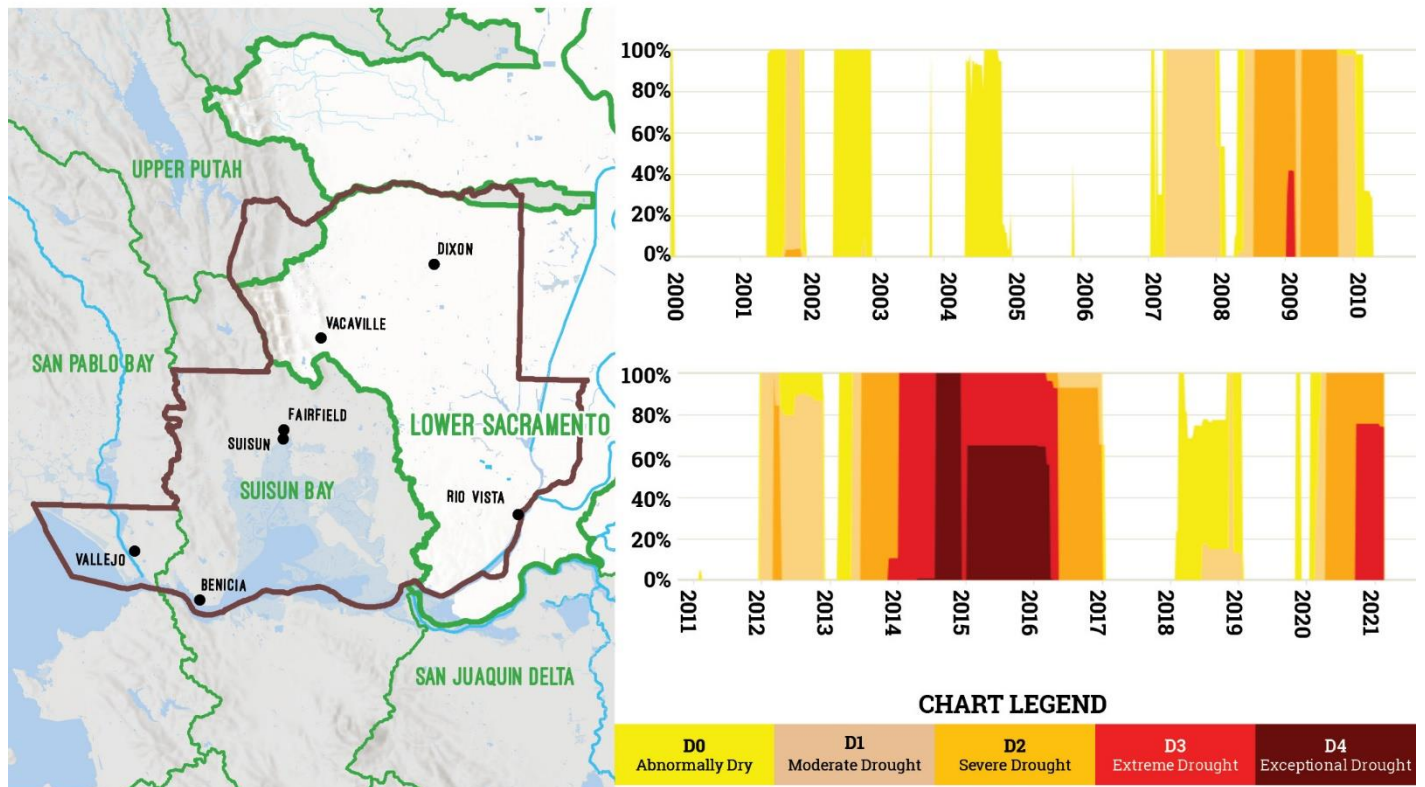 UPPER PUTAH
DIXON
VACAVILLE
SAN PABLO BAY
FAIRFIELD
LOWER SACRAMENTO
SUISUN
SUISUN BAY
RIO VISTA
VALLEJO
BENICIA
SAN JUAQUIN DELTA
100%
80%
60%
40%
20%
0%
2000
2001
2002
2003
2004
2005
2006
2007
2008
2009
2010
100%
80%
60%
40%
20%
0%
2011
2012
2013
2014
2015
2016
2017
2018
2019
2020
2021
CHART LEGEND
D0
Abnormally Dry
D1
Moderate Drought
D2
Severe Drought
D3
Extreme Drought
D4
Exceptional Drought